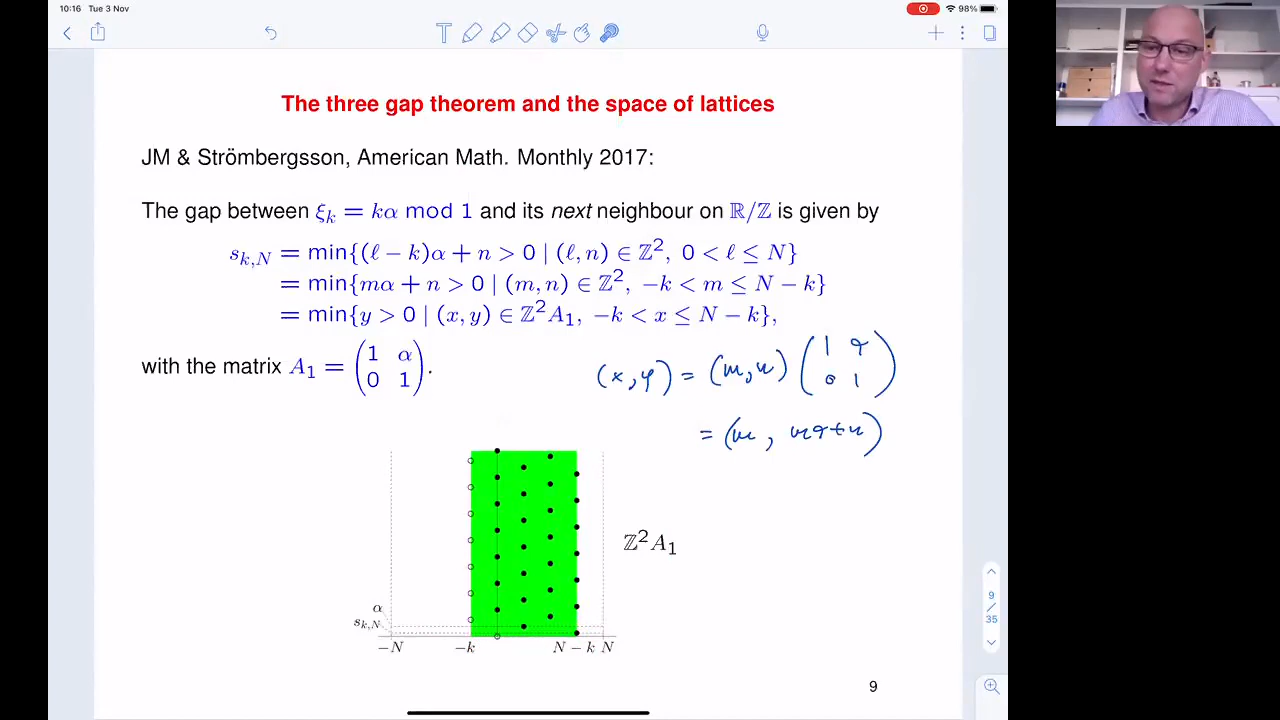 10:16 Tue 3 Nov
98%
The three gap theorem and the space of lattices
JM & Strömbergsson, American Math. Monthly 2017:
The gap between ξ_k = kα mod 1 and its next neighbour on ℝ/ℤ is given by
s_{k,N} = min{(ℓ − k)α + n > 0 | (ℓ, n) ∈ ℤ², 0 < ℓ ≤ N}
= min{mα + n > 0 | (m, n) ∈ ℤ², −k < m ≤ N − k}
= min{y > 0 | (x, y) ∈ ℤ²A₁, −k < x ≤ N − k},
with the matrix A₁ = (1 α
0 1).
(x, y) = (m, n) (1 α
0 1)
= (m, mα+n)
ℤ²A₁
α
s_{k,N}
−N −k N − k N
9
/
35
9